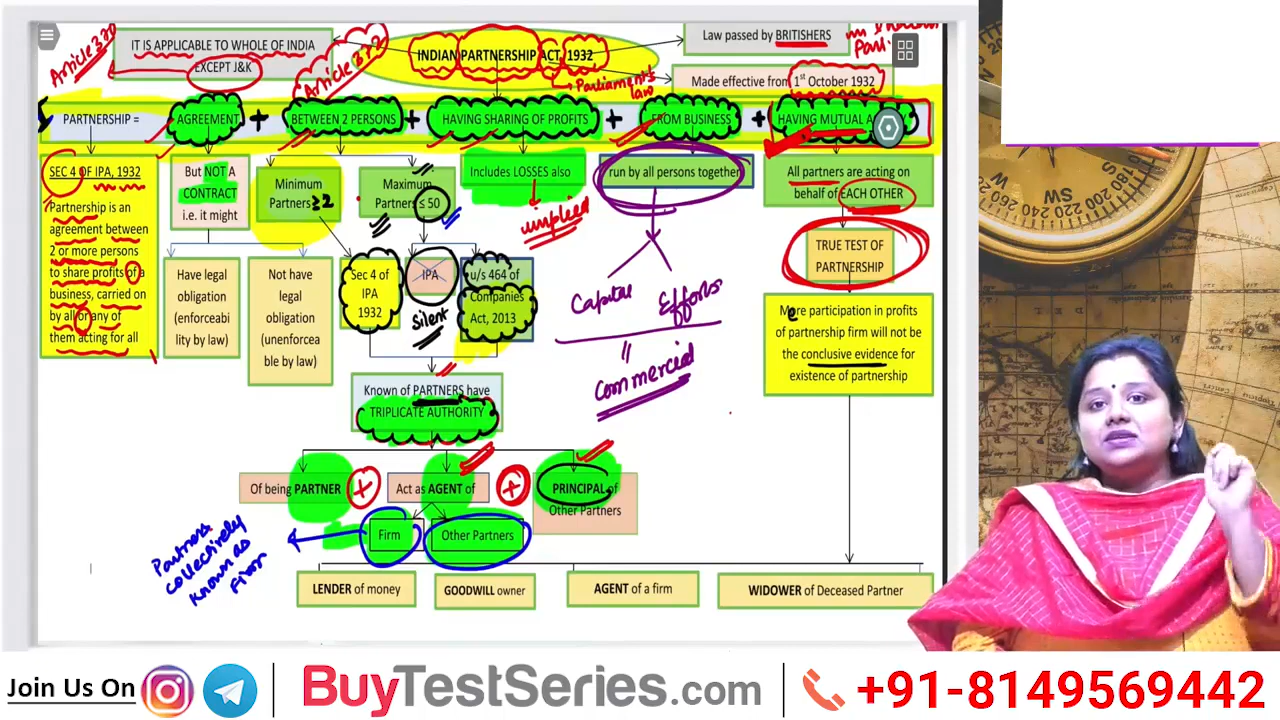 Article 370
IT IS APPLICABLE TO WHOLE OF INDIA
EXCEPT J&K
Article 372
INDIAN PARTNERSHIP ACT, 1932
Parliament's
law
Law passed by BRITISHERS
Parl.
Made effective from 1st October 1932
PARTNERSHIP = AGREEMENT + BETWEEN 2 PERSONS + HAVING SHARING OF PROFITS + FROM BUSINESS + HAVING MUTUAL
SEC 4 OF IPA, 1932
Partnership is an
agreement between
2 or more persons
to share profits of a
business, carried on
by all or any of
them acting for all
But NOT A
CONTRACT
i.e. it might
Have legal
obligation
(enforceabi
lity by law)
Not have
legal
obligation
(unenforcea
ble by law)
Minimum
Partners ≥2
Maximum
Partners ≤ 50
Sec 4 of
IPA
1932
IPA
Silent
u/s 464 of
Companies
Act, 2013
Includes LOSSES also
implied
run by all persons together
Capital
Efforts
Commercial
All partners are acting on
behalf of EACH OTHER
TRUE TEST OF
PARTNERSHIP
Mere participation in profits
of partnership firm will not be
the conclusive evidence for
existence of partnership
Known of PARTNERS have
TRIPLICATE AUTHORITY
Of being PARTNER +
Act as AGENT of +
PRINCIPAL of
Other Partners
Firm
Other Partners
Partners
collectively
known as
Firm
LENDER of money
GOODWILL owner
AGENT of a firm
WIDOWER of Deceased Partner
Join Us On
BuyTestSeries.com
+91-8149569442